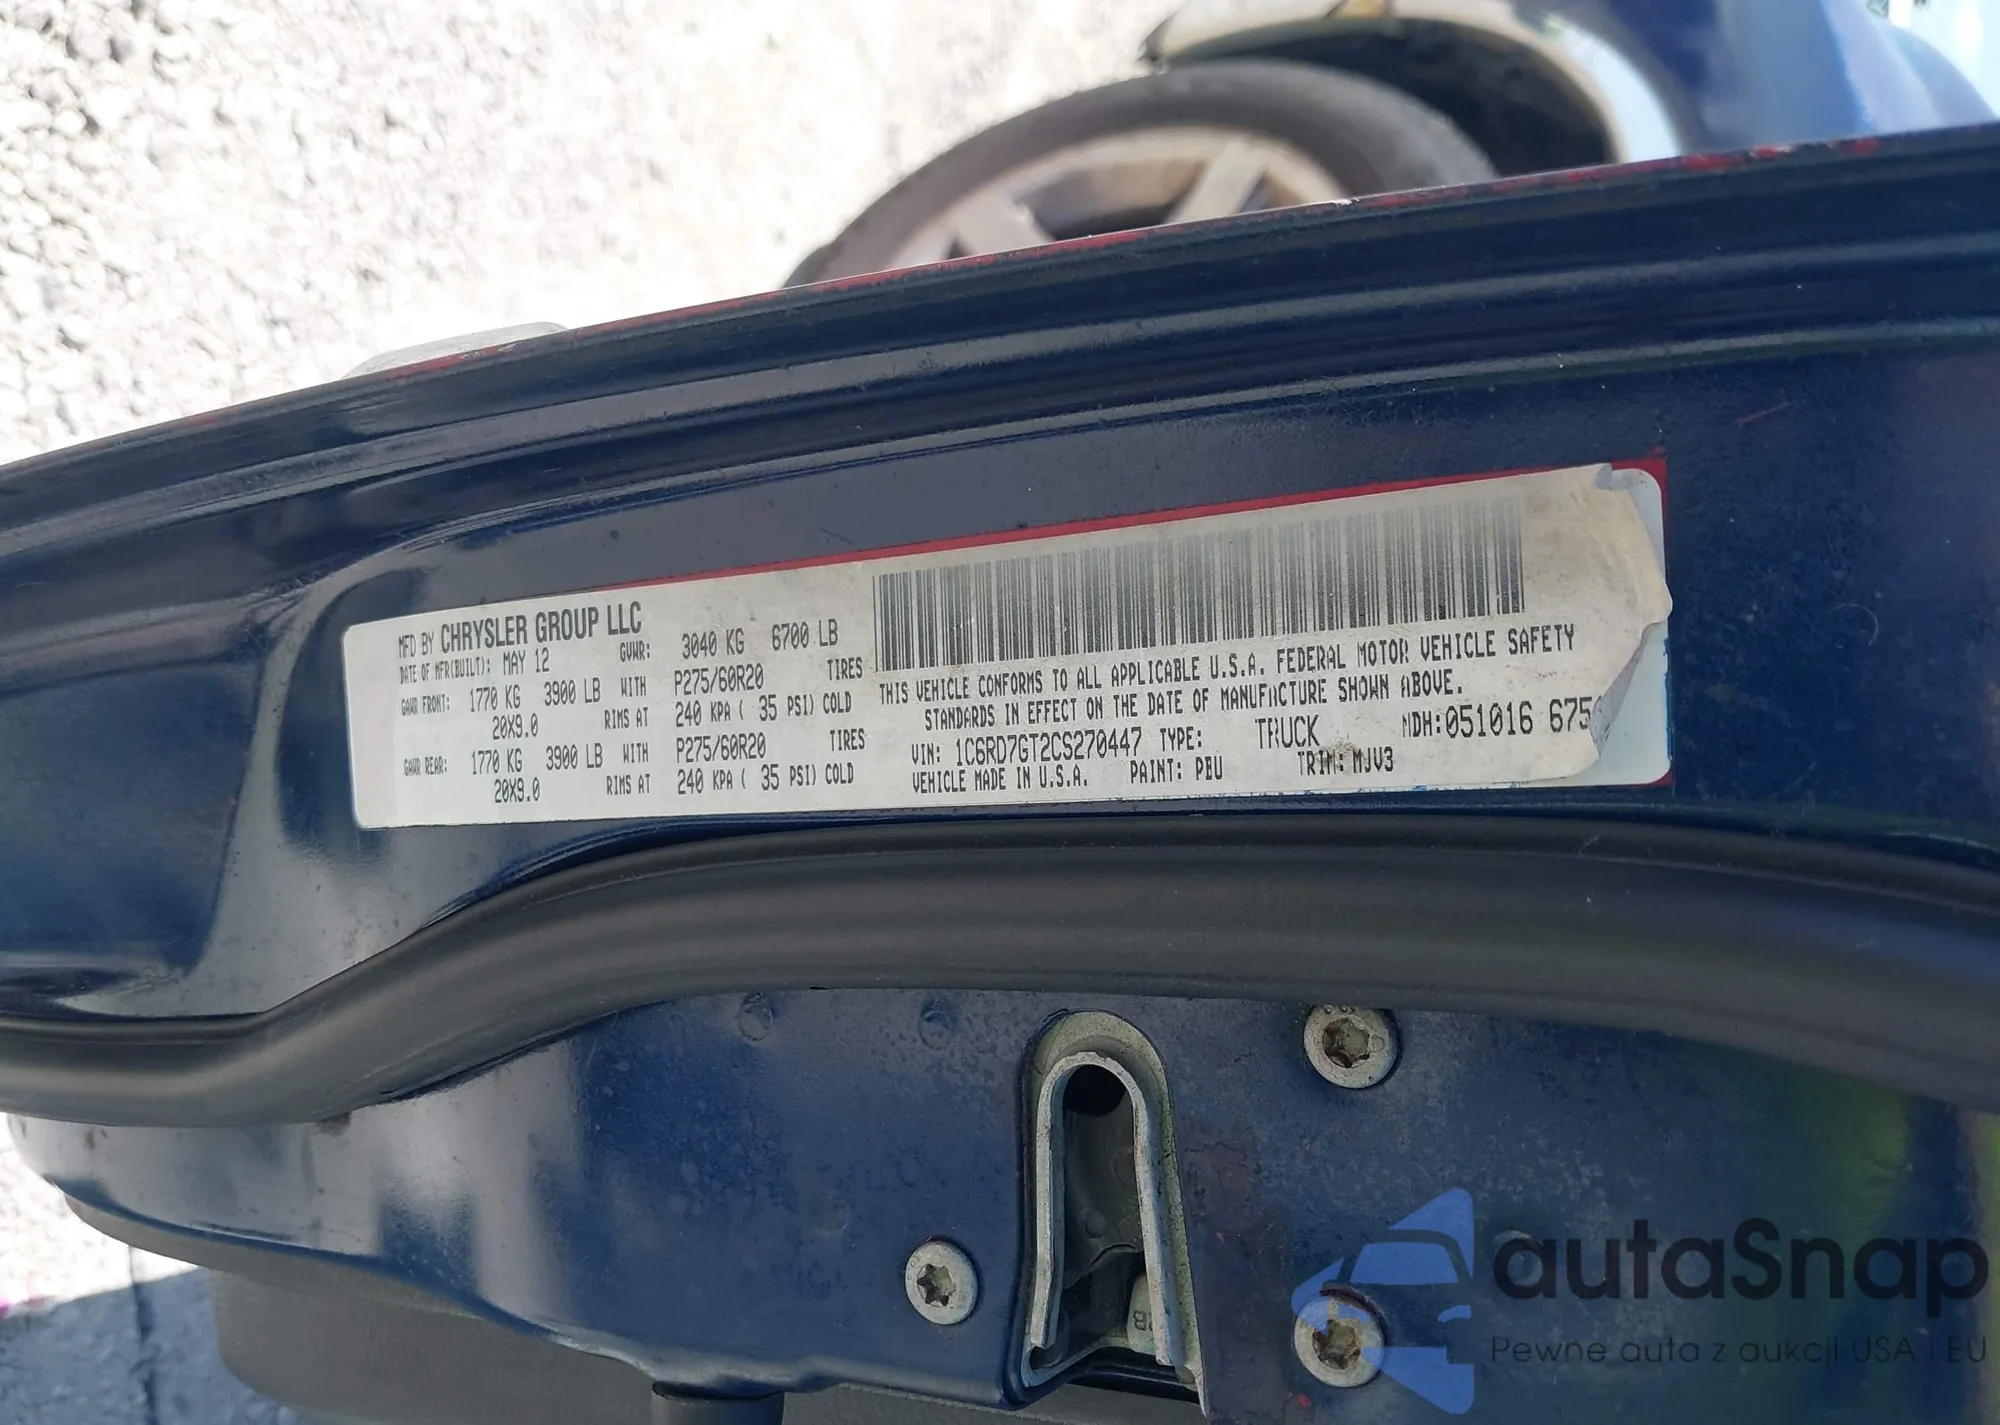 MFD BY CHRYSLER GROUP LLC
DATE OF MFR(BUILT): MAY 12 GVWR: 3040 KG 6700 LB
GAWR FRONT: 1770 KG 3900 LB WITH P275/60R20 TIRES
20X9.0 RIMS AT 240 KPA ( 35 PSI) COLD
GAWR REAR: 1770 KG 3900 LB WITH P275/60R20 TIRES
20X9.0 RIMS AT 240 KPA ( 35 PSI) COLD
THIS VEHICLE CONFORMS TO ALL APPLICABLE U.S.A. FEDERAL MOTOR VEHICLE SAFETY
STANDARDS IN EFFECT ON THE DATE OF MANUFACTURE SHOWN ABOVE.
VIN: 1C6RD7GT2CS270447 TYPE: TRUCK MDH:051016 675
VEHICLE MADE IN U.S.A. PAINT: PBU TRIM: MJV3
autaSnap
Pewne auta z aukcji USA i EU